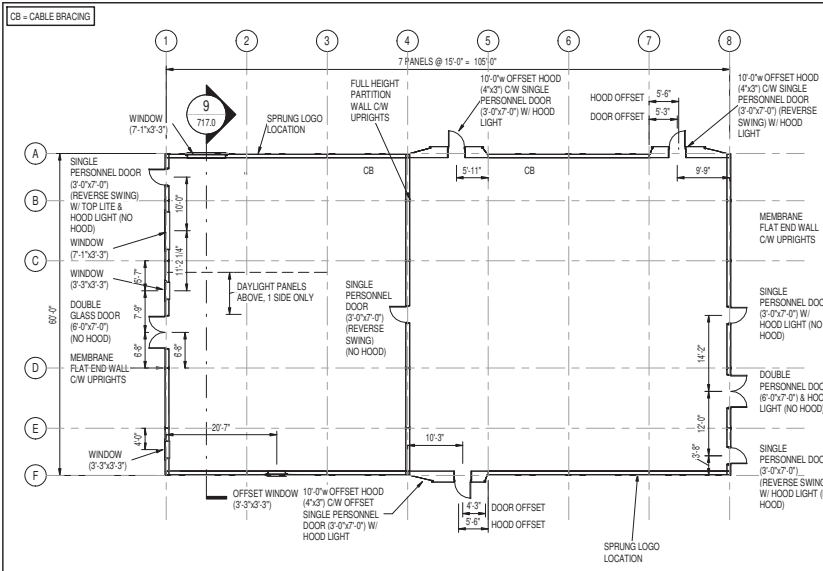 CB = CABLE BRACING
1
2
3
4
5
6
7
8
7 PANELS @ 15'-0" = 105'-0"
9
717.0
WINDOW
(7'-1"x3'-3")
SPRUNG LOGO
LOCATION
FULL HEIGHT
PARTITION
WALL C/W
UPRIGHTS
10'-0"w OFFSET HOOD
(4"x3") C/W SINGLE
PERSONNEL DOOR
(3'-0"x7'-0") W/ HOOD
LIGHT
HOOD OFFSET
5'-6"
DOOR OFFSET
5'-3"
10'-0"w OFFSET HOOD
(4"x3") C/W SINGLE
PERSONNEL DOOR
(3'-0"x7'-0") (REVERSE
SWING) W/ HOOD
LIGHT
A
B
C
D
E
F
60'-0"
SINGLE
PERSONNEL DOOR
(3'-0"x7'-0")
(REVERSE SWING)
W/ TOP LITE &
HOOD LIGHT (NO
HOOD)
WINDOW
(7'-1"x3'-3")
WINDOW
(3'-3"x3'-3")
DOUBLE
GLASS DOOR
(6'-0"x7'-0")
(NO HOOD)
MEMBRANE
FLAT END WALL
C/W UPRIGHTS
WINDOW
(3'-3"x3'-3")
10'-0"
11'-2 1/4"
5'-7"
7'-9"
6'-8"
6'-8"
4'-0"
CB
CB
5'-11"
9'-9"
DAYLIGHT PANELS
ABOVE, 1 SIDE ONLY
SINGLE
PERSONNEL
DOOR
(3'-0"x7'-0")
(REVERSE
SWING)
(NO HOOD)
MEMBRANE
FLAT END WALL
C/W UPRIGHTS
SINGLE
PERSONNEL DOO
(3'-0"x7'-0") W/
HOOD LIGHT (NO
HOOD)
14'-2"
DOUBLE
PERSONNEL DOO
(6'-0"x7'-0") & HOO
LIGHT (NO HOOD)
12'-0"
3'-8"
SINGLE
PERSONNEL DOO
(3'-0"x7'-0")
(REVERSE SWING
W/ HOOD LIGHT (
HOOD)
20'-7"
10'-3"
OFFSET WINDOW
(3'-3"x3'-3")
10'-0"w OFFSET HOOD
(4"x3") C/W OFFSET
SINGLE PERSONNEL
DOOR (3'-0"x7'-0") W/
HOOD LIGHT
4'-3"
DOOR OFFSET
5'-6"
HOOD OFFSET
SPRUNG LOGO
LOCATION